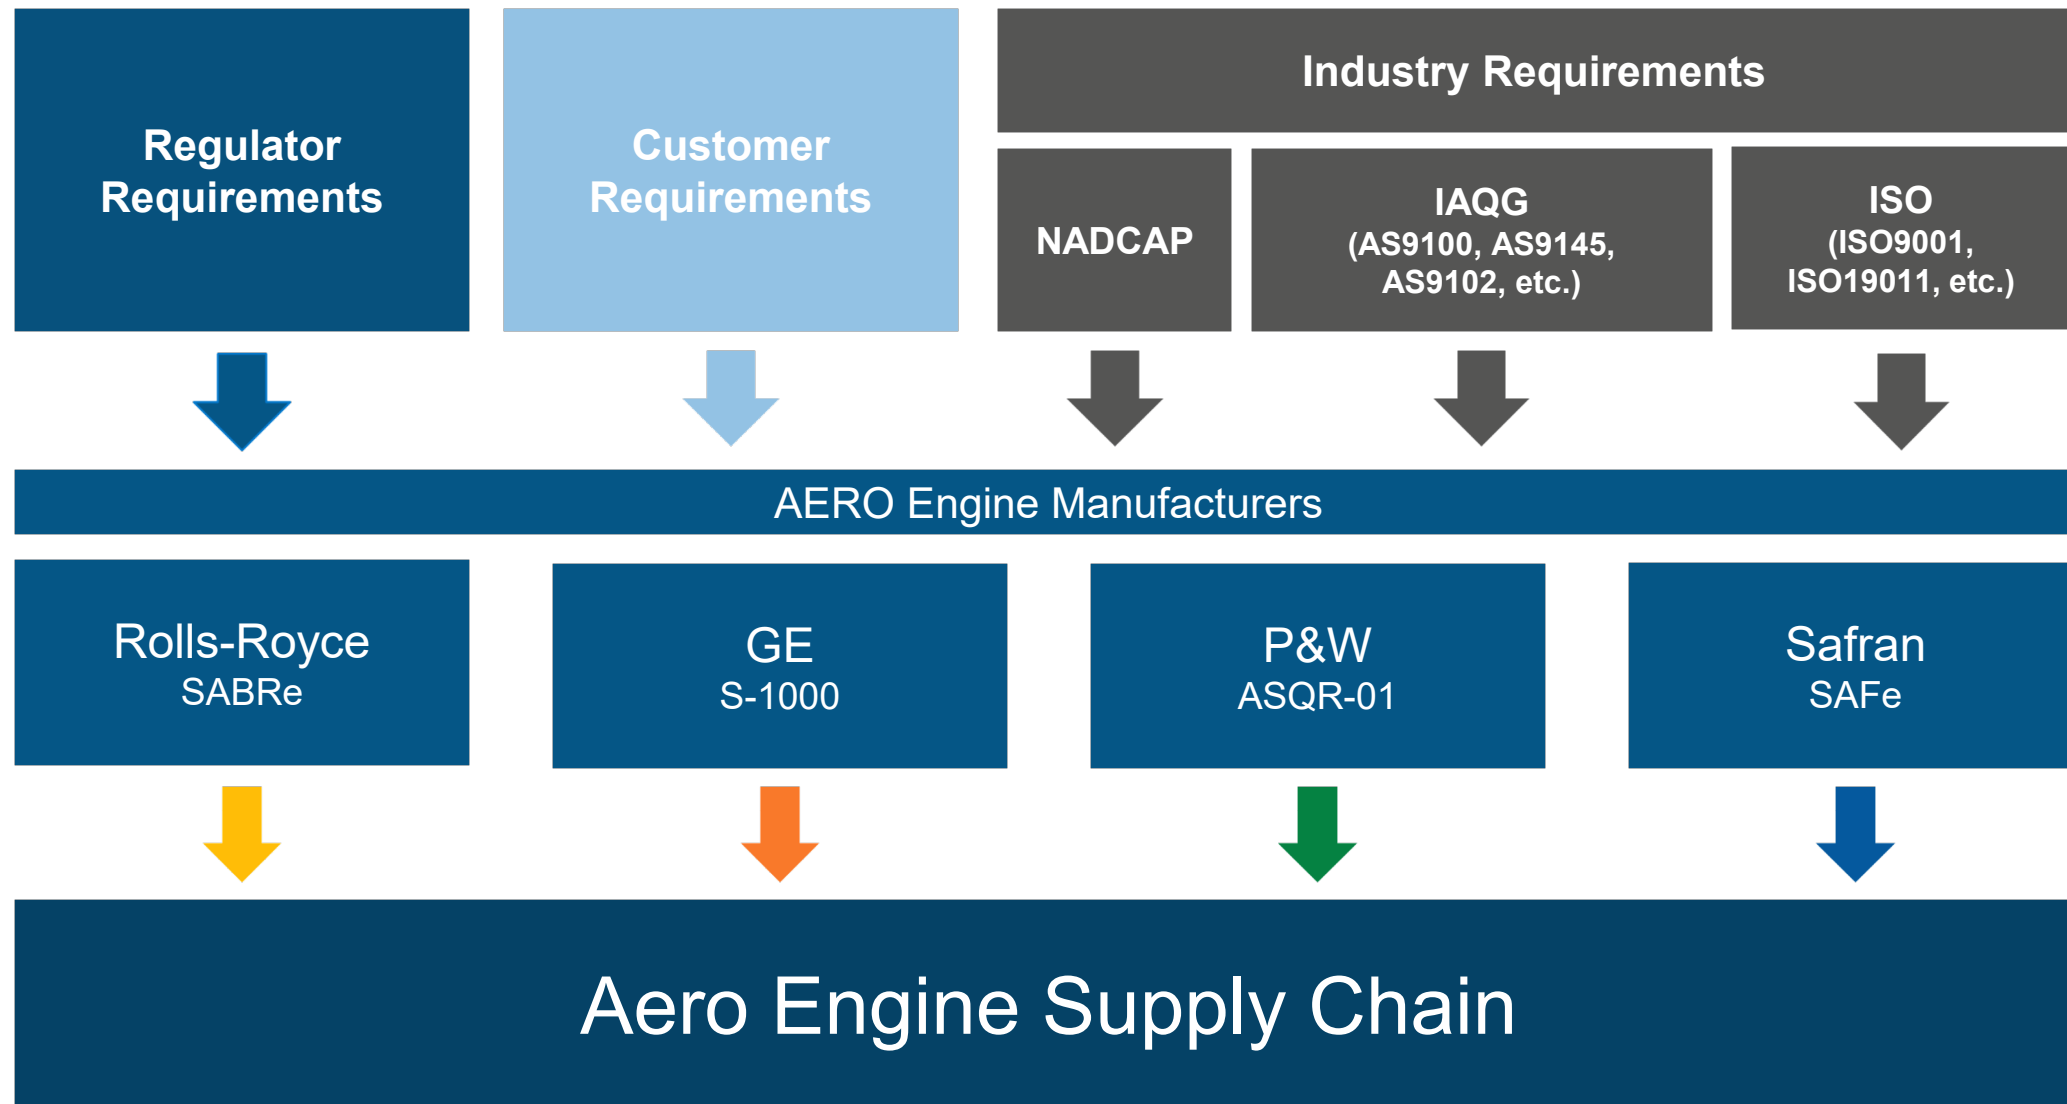 Regulator
Requirements
Customer
Requirements
Industry Requirements
NADCAP
IAQG
(AS9100, AS9145,
AS9102, etc.)
ISO
(ISO9001,
ISO19011, etc.)
AERO Engine Manufacturers
Rolls-Royce
SABRe
GE
S-1000
P&W
ASQR-01
Safran
SAFe
Aero Engine Supply Chain